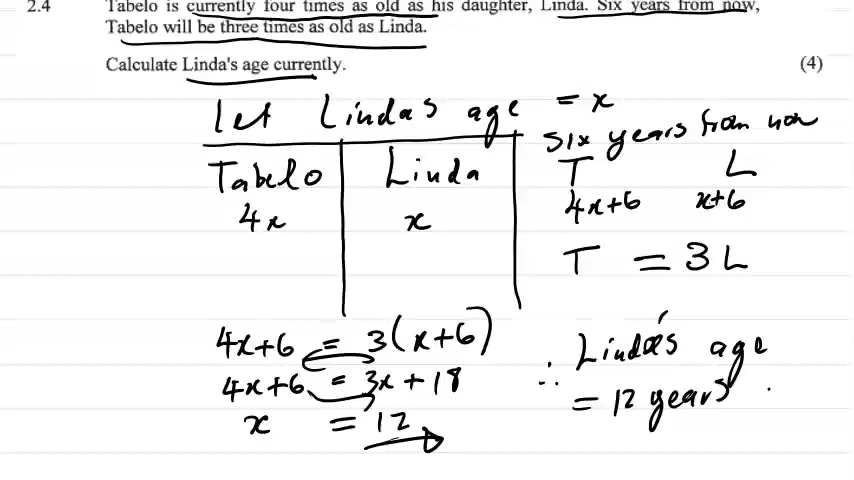 2.4 Tabelo is currently four times as old as his daughter, Linda. Six years from now,
Tabelo will be three times as old as Linda.
Calculate Linda's age currently. (4)
Let Lindas age = x
Six years from now
Tabelo Linda
4x x
T L
4x+6 x+6
T = 3L
4x+6 = 3(x+6)
4x+6 = 3x+18
x = 12
∴ Linda's age
= 12 years